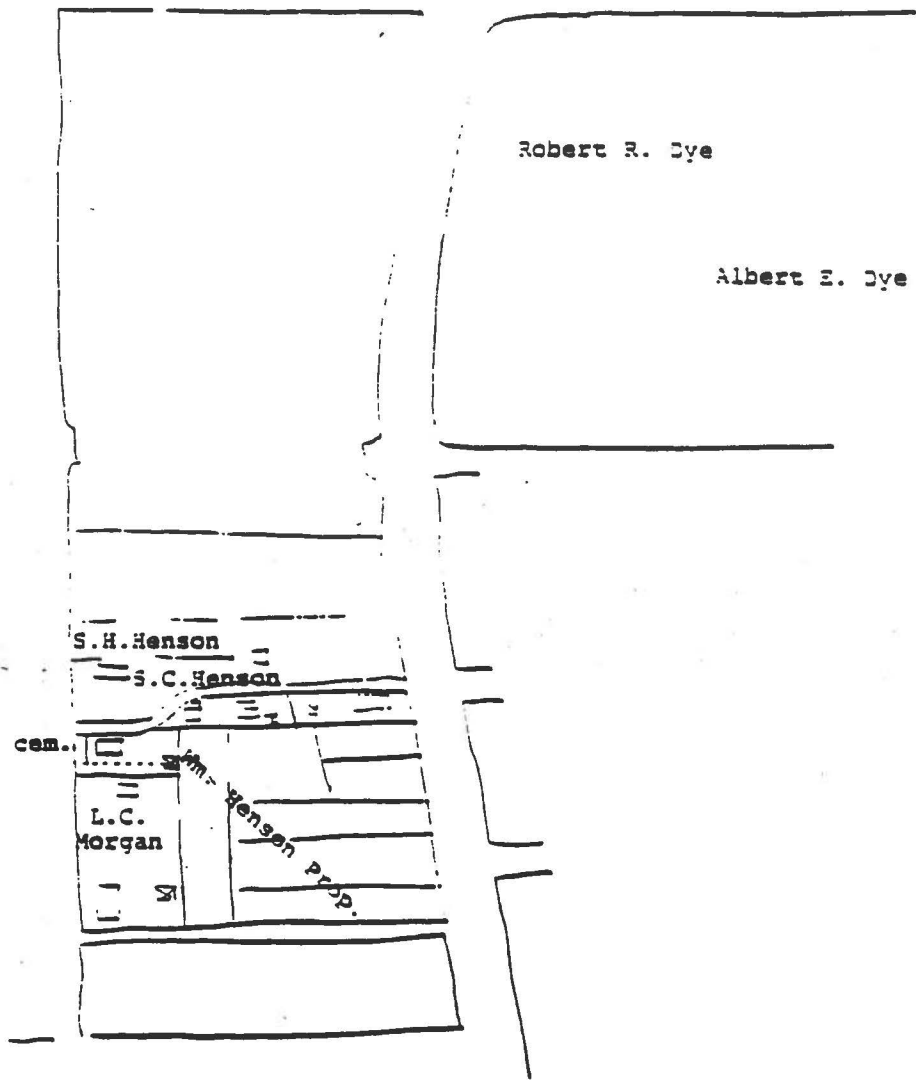 Robert R. Dye
Albert E. Dye
S.H.Henson
S.C.Henson
cem.
Wm. Henson Prop.
L.C.
Morgan